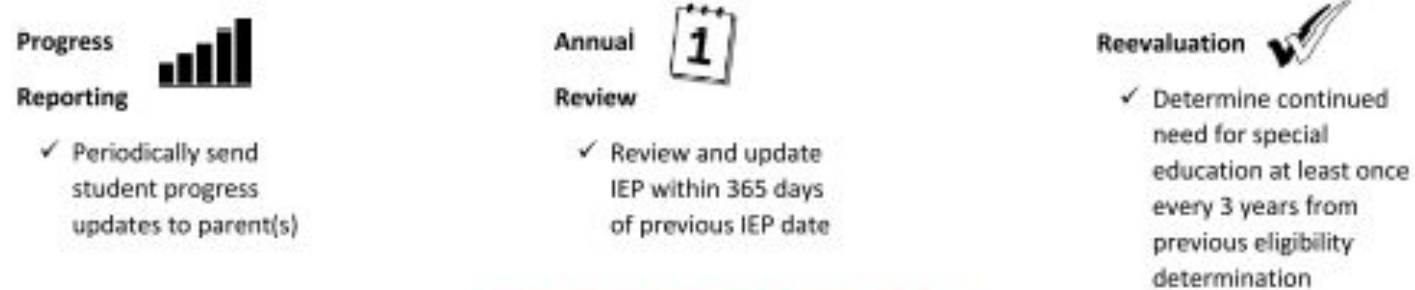 Progress
Reporting
✓ Periodically send
student progress
updates to parent(s)
Annual
1
Review
✓ Review and update
IEP within 365 days
of previous IEP date
Reevaluation
✓ Determine continued
need for special
education at least once
every 3 years from
previous eligibility
determination